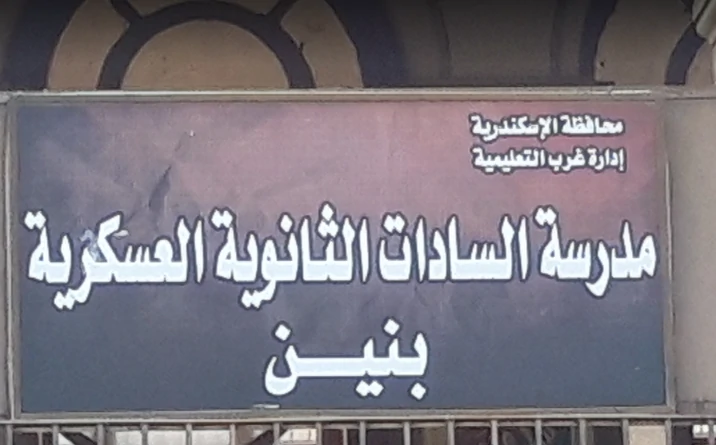 محافظة الإسكندرية
إدارة غرب التعليمية
مدرسة السادات الثانوية العسكرية
بنين